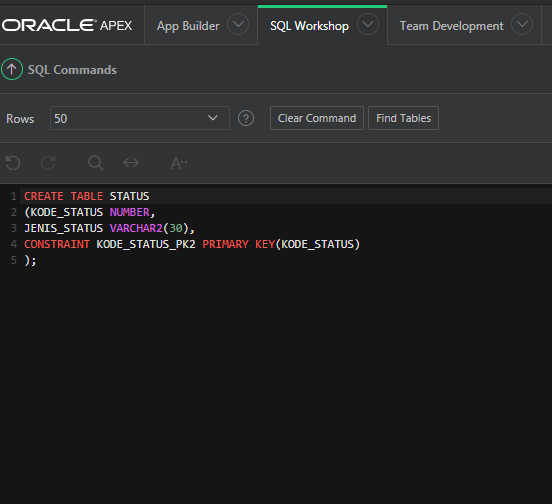 ORACLE APEX App Builder SQL Workshop Team Development
SQL Commands
Rows 50 ? Clear Command Find Tables
A··
1 CREATE TABLE STATUS
2 (KODE_STATUS NUMBER,
3 JENIS_STATUS VARCHAR2(30),
4 CONSTRAINT KODE_STATUS_PK2 PRIMARY KEY(KODE_STATUS)
5 );